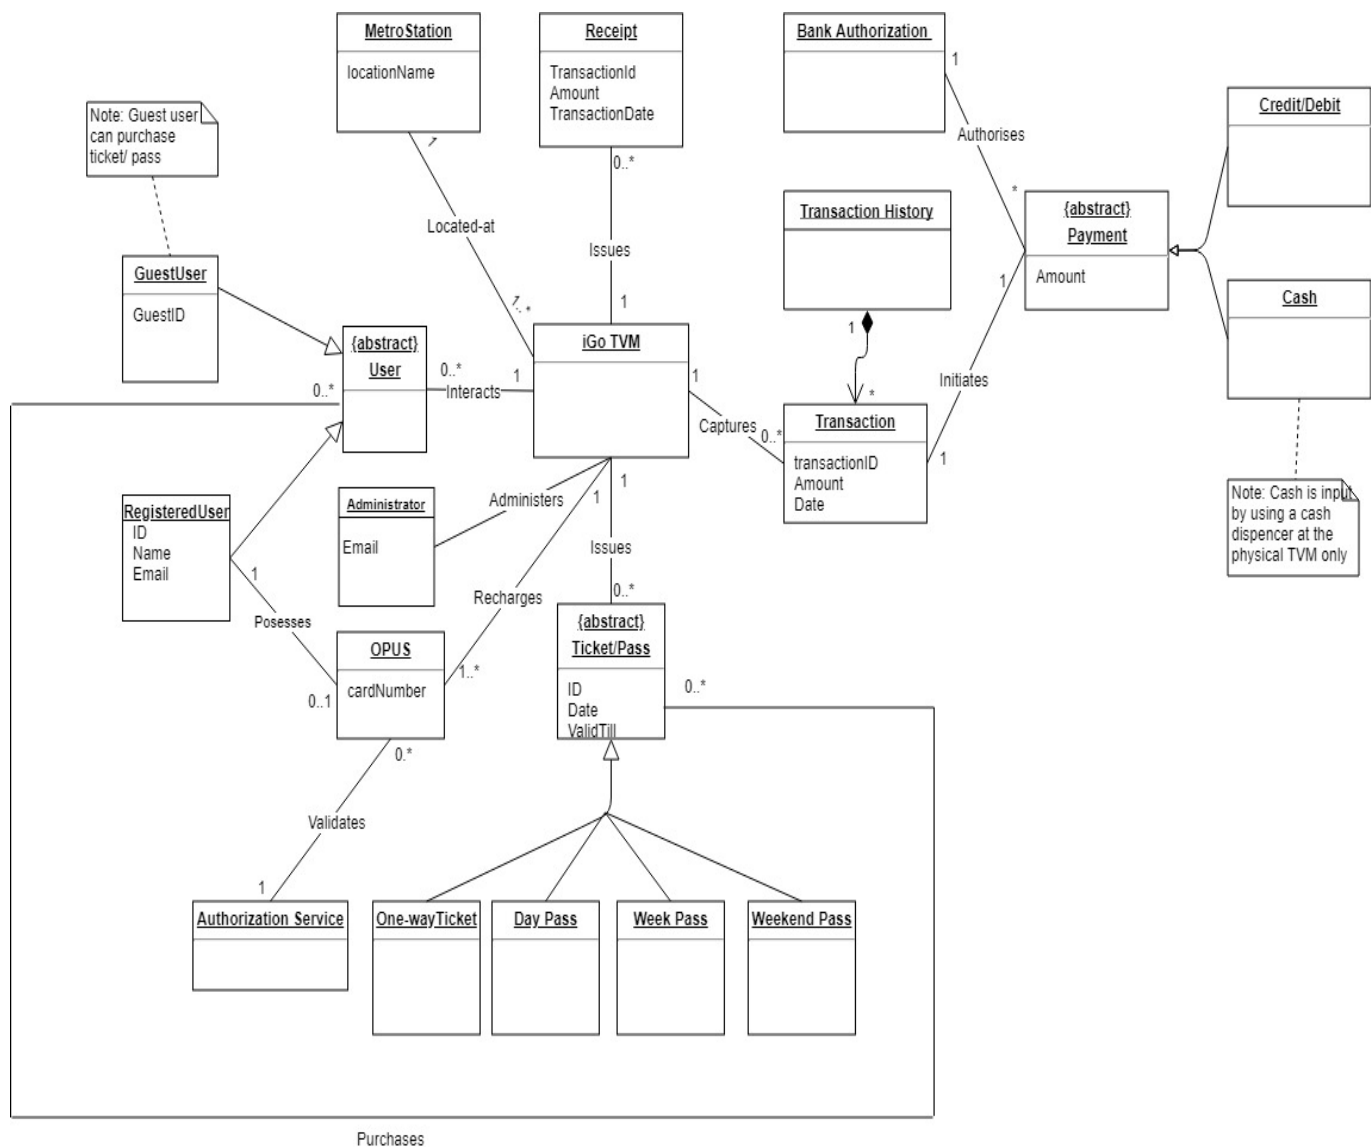 MetroStation
locationName
Receipt
TransactionId
Amount
TransactionDate
Bank Authorization
1
Authorises
*
Credit/Debit
Note: Guest user
can purchase
ticket/ pass
1
Located-at
1..*
0..*
Issues
1
Transaction History
1
*
{abstract}
Payment
Amount
1
Initiates
1
Cash
GuestUser
GuestID
{abstract}
User
0..*
0..*
Interacts
1
iGo TVM
1
Captures
0..*
Transaction
transactionID
Amount
Date
Note: Cash is input
by using a cash
dispencer at the
physical TVM only
RegisteredUser
ID
Name
Email
1
Posesses
0..1
Administrator
Email
Administers
1
1
Issues
0..*
Recharges
1..*
OPUS
cardNumber
0.*
Validates
1
{abstract}
Ticket/Pass
ID
Date
ValidTill
0..*
Authorization Service
One-wayTicket
Day Pass
Week Pass
Weekend Pass
Purchases